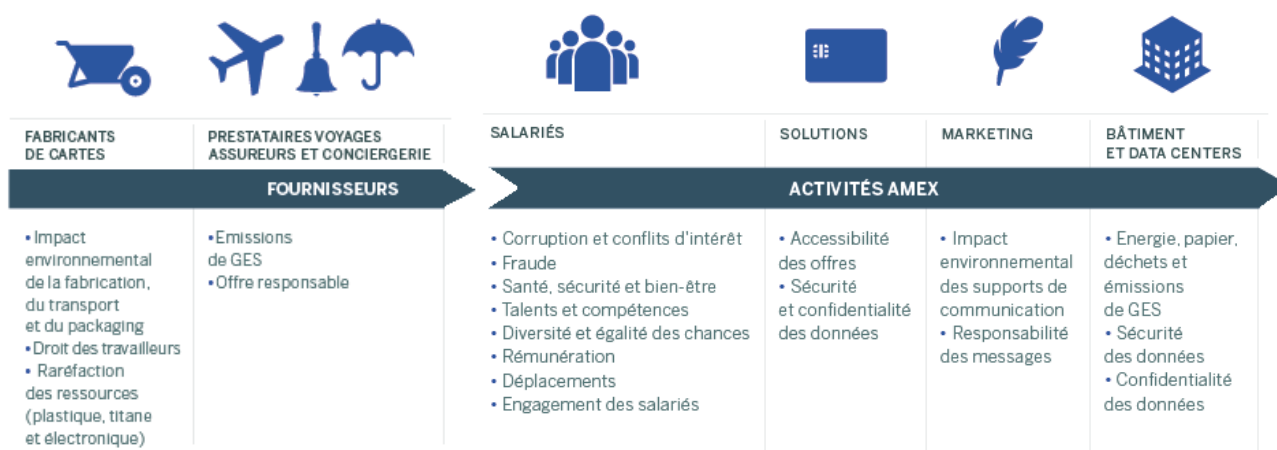 FABRICANTS
DE CARTES
PRESTATAIRES VOYAGES
ASSUREURS ET CONCIERGERIE
SALARIÉS
SOLUTIONS
MARKETING
BÂTIMENT
ET DATA CENTERS
FOURNISSEURS
ACTIVITÉS AMEX
• Impact
environnemental
de la fabrication,
du transport
et du packaging
• Droit des travailleurs
• Raréfaction
des ressources
(plastique, titane
et électronique)
• Emissions
de GES
• Offre responsable
• Corruption et conflits d'intérêt
• Fraude
• Santé, sécurité et bien-être
• Talents et compétences
• Diversité et égalité des chances
• Rémunération
• Déplacements
• Engagement des salariés
• Accessibilité
des offres
• Sécurité
et confidentialité
des données
• Impact
environnemental
des supports de
communication
• Responsabilité
des messages
• Energie, papier,
déchets et
émissions
de GES
• Sécurité
des données
• Confidentialité
des données